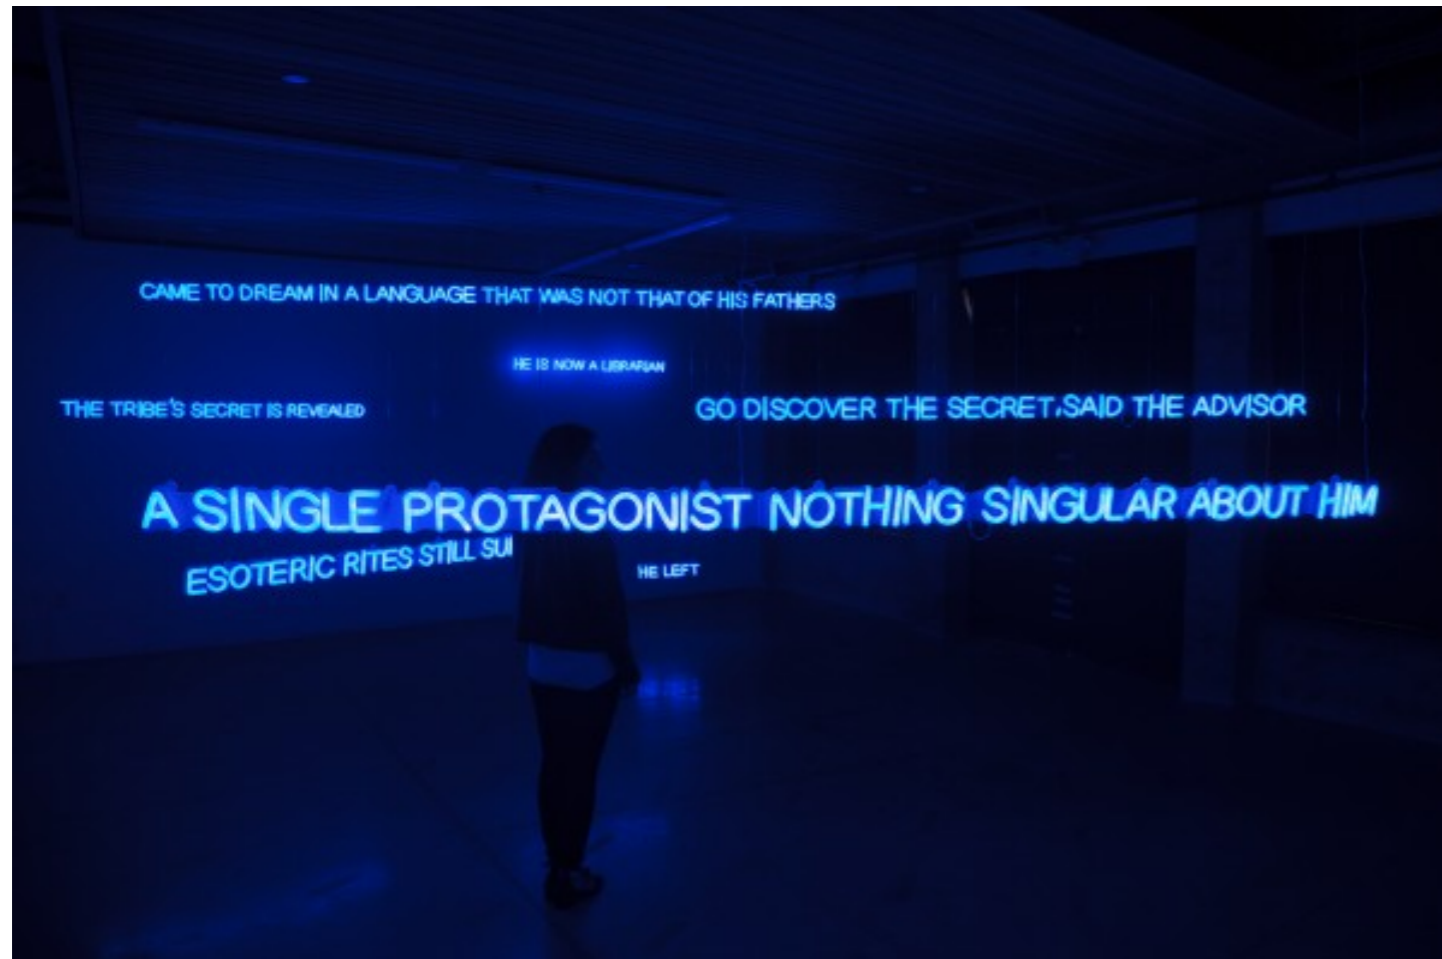 CAME TO DREAM IN A LANGUAGE THAT WAS NOT THAT OF HIS FATHERS
HE IS NOW A LIBRARIAN
THE TRIBE'S SECRET IS REVEALED
GO DISCOVER THE SECRET, SAID THE ADVISOR
A SINGLE PROTAGONIST NOTHING SINGULAR ABOUT HIM
ESOTERIC RITES STILL
HE LEFT